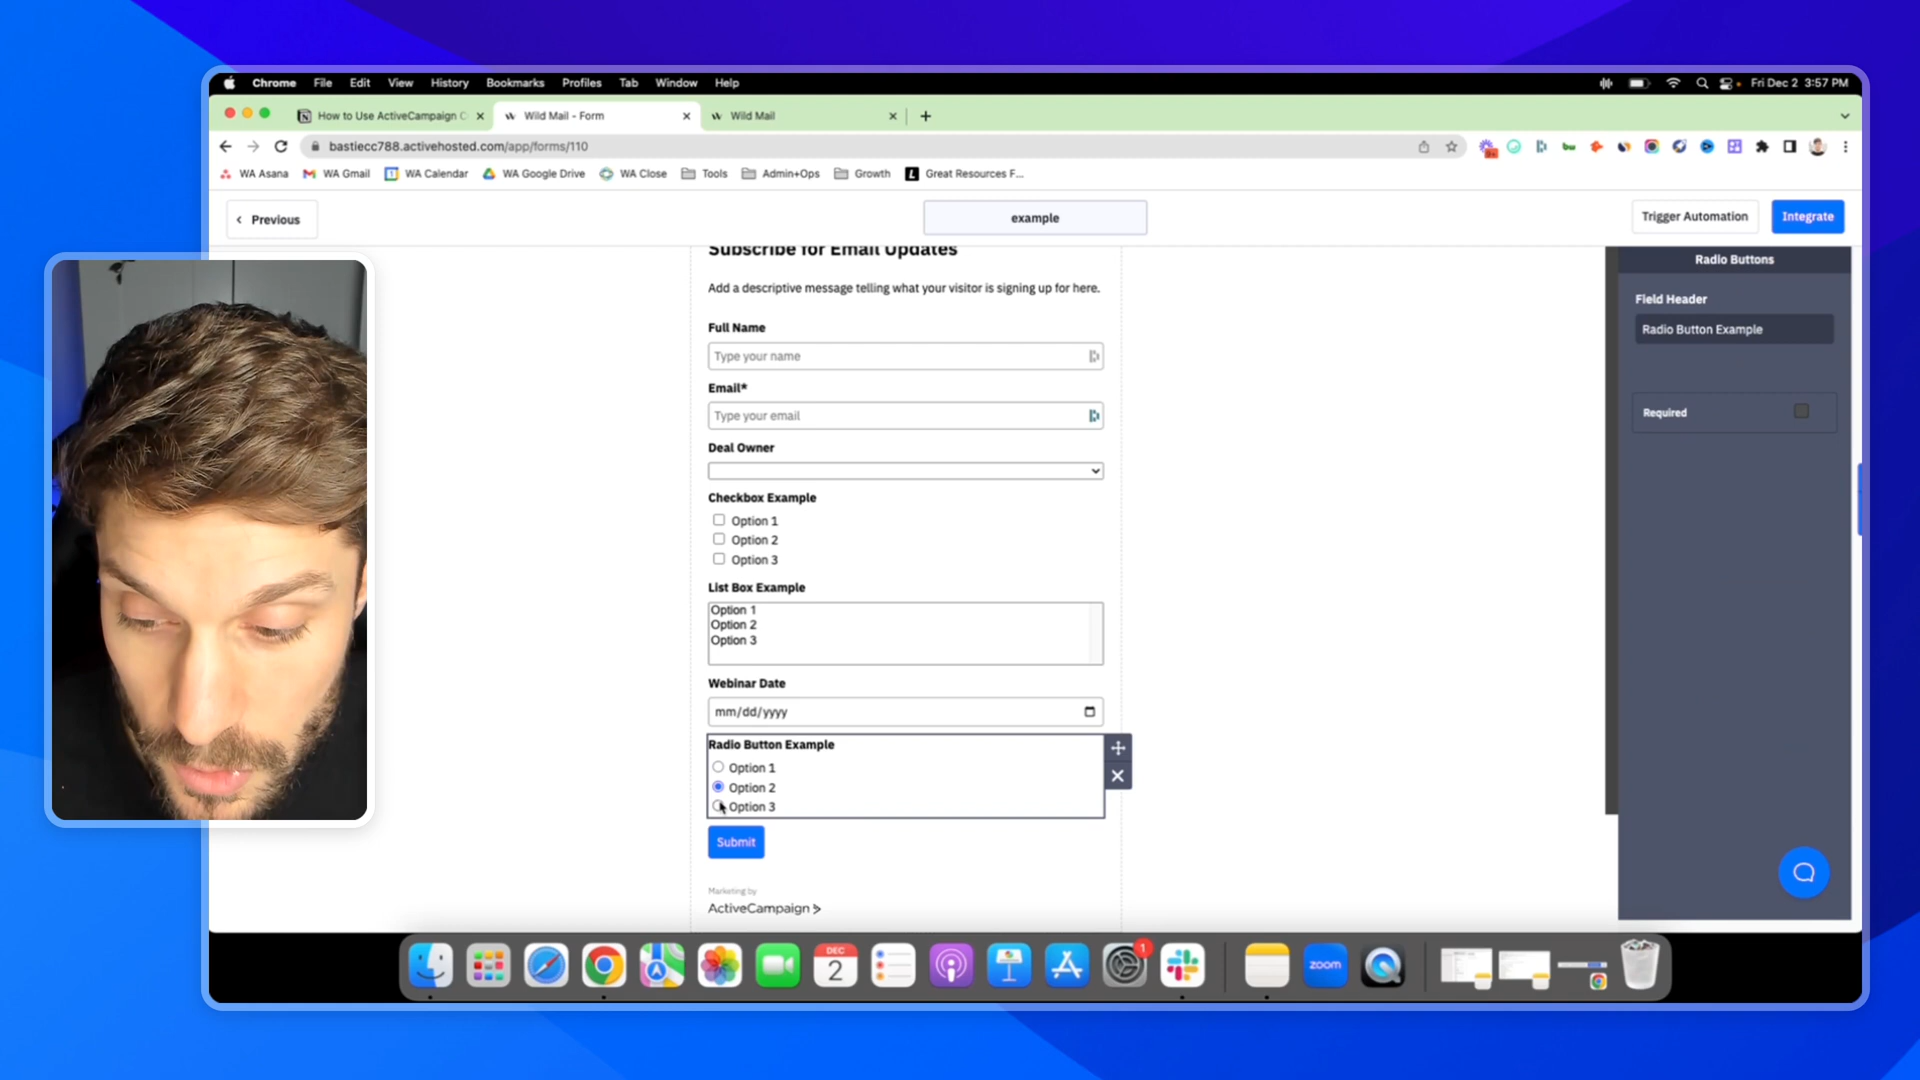 Chrome File Edit View History Bookmarks Profiles Tab Window Help
Fri Dec 2 3:57 PM
How to Use ActiveCampaign C
Wild Mail - Form
Wild Mail
bastiecc788.activehosted.com/app/forms/110
WA Asana WA Gmail WA Calendar WA Google Drive WA Close Tools Admin+Ops Growth Great Resources F...
Previous
example
Trigger Automation
Integrate
Subscribe for Email Updates
Add a descriptive message telling what your visitor is signing up for here.
Full Name
Type your name
Email*
Type your email
Deal Owner
Checkbox Example
Option 1
Option 2
Option 3
List Box Example
Option 1
Option 2
Option 3
Webinar Date
mm/dd/yyyy
Radio Button Example
Option 1
Option 2
Option 3
Submit
Marketing by
ActiveCampaign >
Radio Buttons
Field Header
Radio Button Example
Required
DEC
2
1
zoom